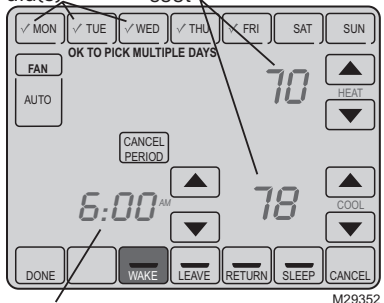 ✓ MON ✓ TUE ✓ WED ✓ THU ✓ FRI SAT SUN
OK TO PICK MULTIPLE DAYS
FAN
AUTO
70
HEAT
CANCEL
PERIOD
6:00 AM
78
COOL
DONE WAKE LEAVE RETURN SLEEP CANCEL
M29352